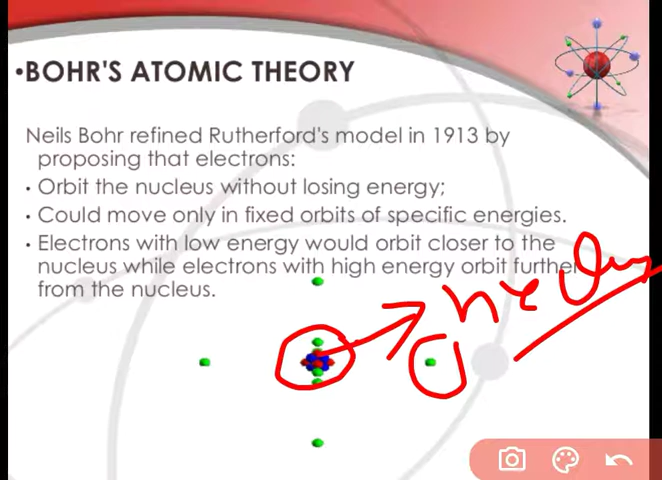 •BOHR'S ATOMIC THEORY
Neils Bohr refined Rutherford's model in 1913 by
proposing that electrons:
• Orbit the nucleus without losing energy;
• Could move only in fixed orbits of specific energies.
• Electrons with low energy would orbit closer to the
nucleus while electrons with high energy orbit further
from the nucleus.